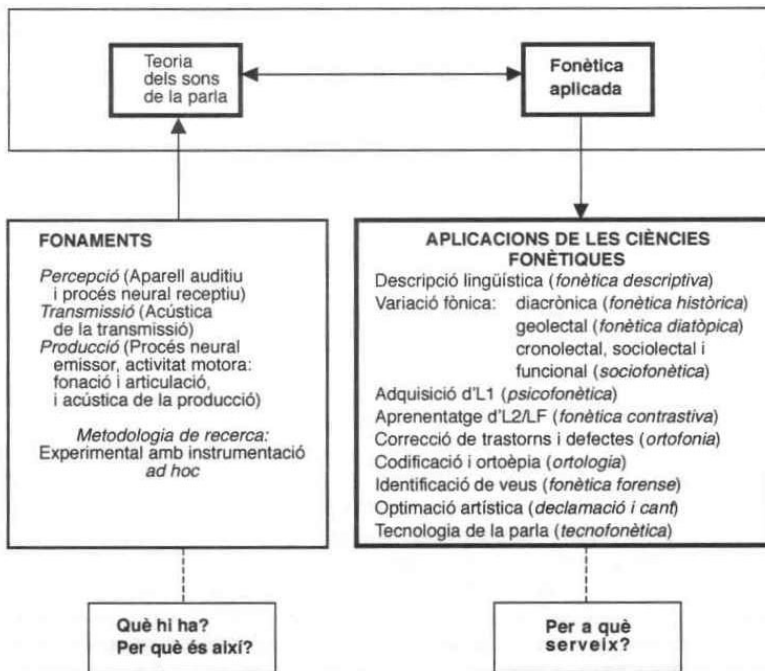 Teoria
dels sons
de la parla
Fonètica
aplicada
FONAMENTS
Percepció (Aparell auditiu
i procés neural receptiu)
Transmissió (Acústica
de la transmissió)
Producció (Procés neural
emissor, activitat motora:
fonació i articulació,
i acústica de la producció)
Metodologia de recerca:
Experimental amb instrumentació
ad hoc
APLICACIONS DE LES CIÈNCIES
FONÈTIQUES
Descripció lingüística (fonètica descriptiva)
Variació fònica: diacrònica (fonètica històrica)
geolectal (fonètica diatòpica)
cronolectal, sociolectal i
funcional (sociofonètica)
Adquisició d'L1 (psicofonètica)
Aprenentatge d'L2/LF (fonètica contrastiva)
Correcció de trastorns i defectes (ortofonia)
Codificació i ortoèpia (ortologia)
Identificació de veus (fonètica forense)
Optimació artística (declamació i cant)
Tecnologia de la parla (tecnofonètica)
Què hi ha?
Per què és així?
Per a què
serveix?